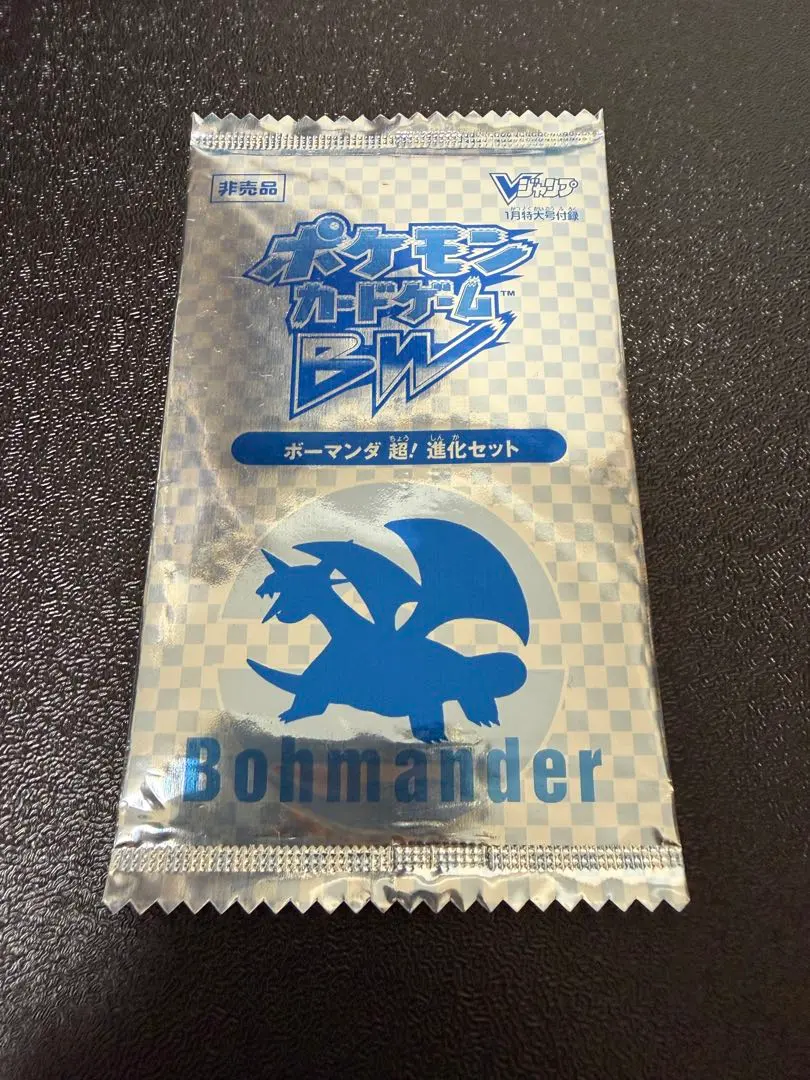 非売品
Vジャンプ
1月特大号付録
ポケモン
カードゲーム™
BW
ボーマンダ 超! 進化セット
Bohmander